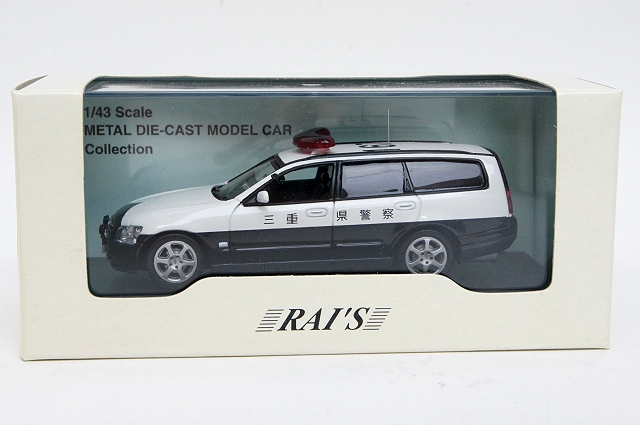 1/43 Scale
METAL DIE-CAST MODEL CAR
Collection
三重県警察
RAI'S